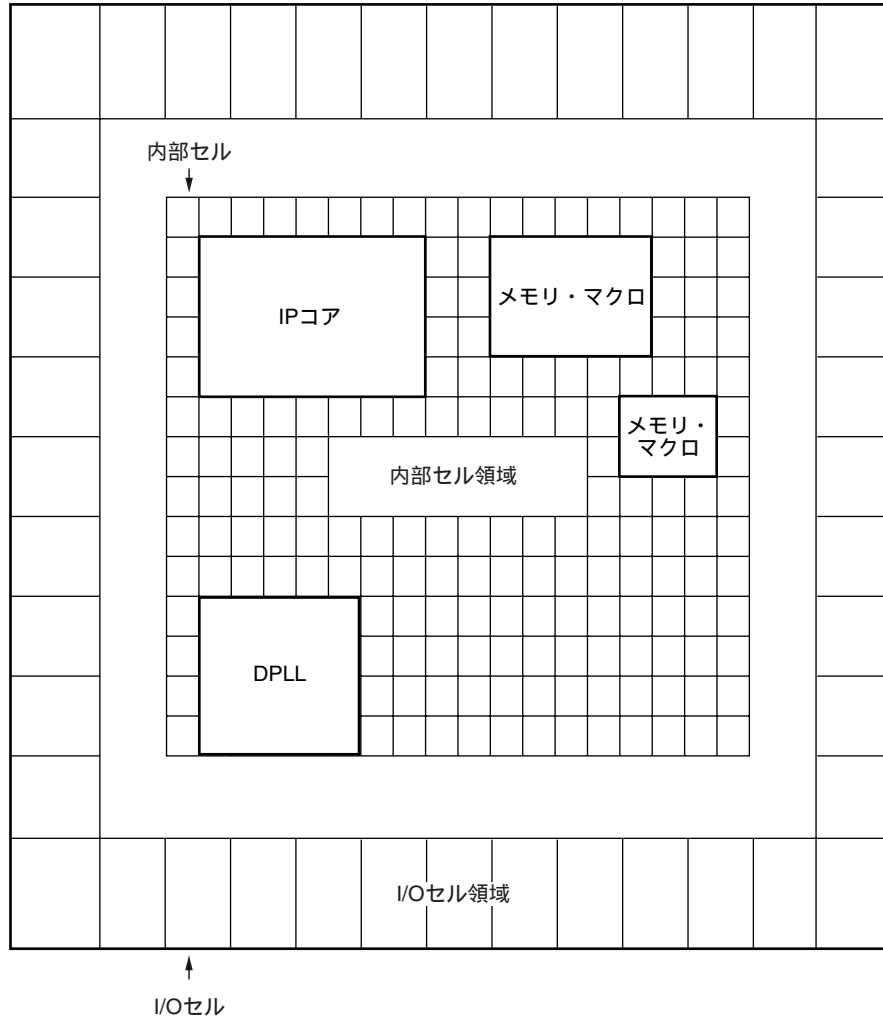 内部セル
IPコア
メモリ・マクロ
メモリ・
マクロ
内部セル領域
DPLL
I/Oセル領域
I/Oセル